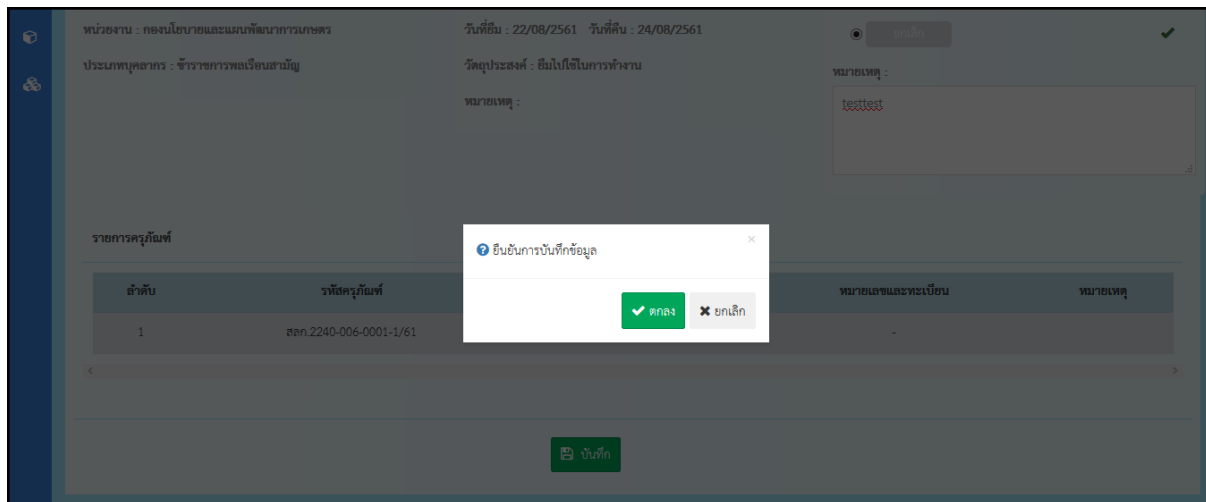 หน่วยงาน : กองนโยบายและแผนพัฒนาการเกษตร
วันที่ยืม : 22/08/2561 วันที่คืน : 24/08/2561
ยกเลิก
ประเภทบุคลากร : ข้าราชการพลเรือนสามัญ
วัตถุประสงค์ : ยืมไปใช้ในการทำงาน
หมายเหตุ :
หมายเหตุ :
testtest
รายการครุภัณฑ์
ยืนยันการบันทึกข้อมูล
×
ตกลง
ยกเลิก
ลำดับ รหัสครุภัณฑ์ หมายเลขและทะเบียน หมายเหตุ
1 สลก.2240-006-0001-1/61 -
บันทึก